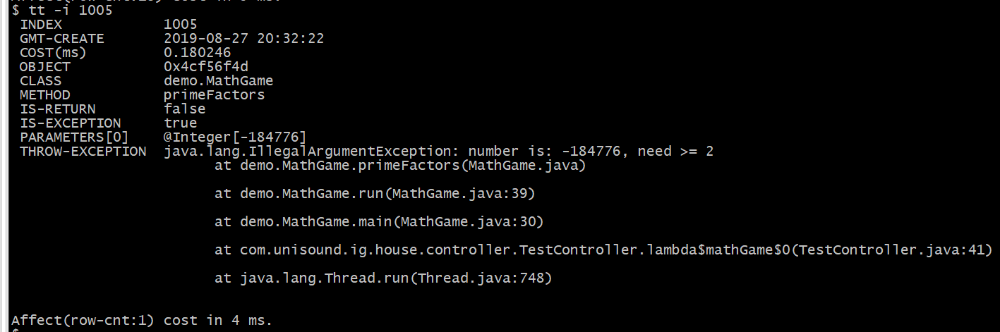 $ tt -i 1005
INDEX 1005
GMT-CREATE 2019-08-27 20:32:22
COST(ms) 0.180246
OBJECT 0x4cf56f4d
CLASS demo.MathGame
METHOD primeFactors
IS-RETURN false
IS-EXCEPTION true
PARAMETERS[0] @Integer[-184776]
THROW-EXCEPTION java.lang.IllegalArgumentException: number is: -184776, need >= 2
at demo.MathGame.primeFactors(MathGame.java)
at demo.MathGame.run(MathGame.java:39)
at demo.MathGame.main(MathGame.java:30)
at com.unisound.ig.house.controller.TestController.lambda$mathGame$0(TestController.java:41)
at java.lang.Thread.run(Thread.java:748)
Affect(row-cnt:1) cost in 4 ms.